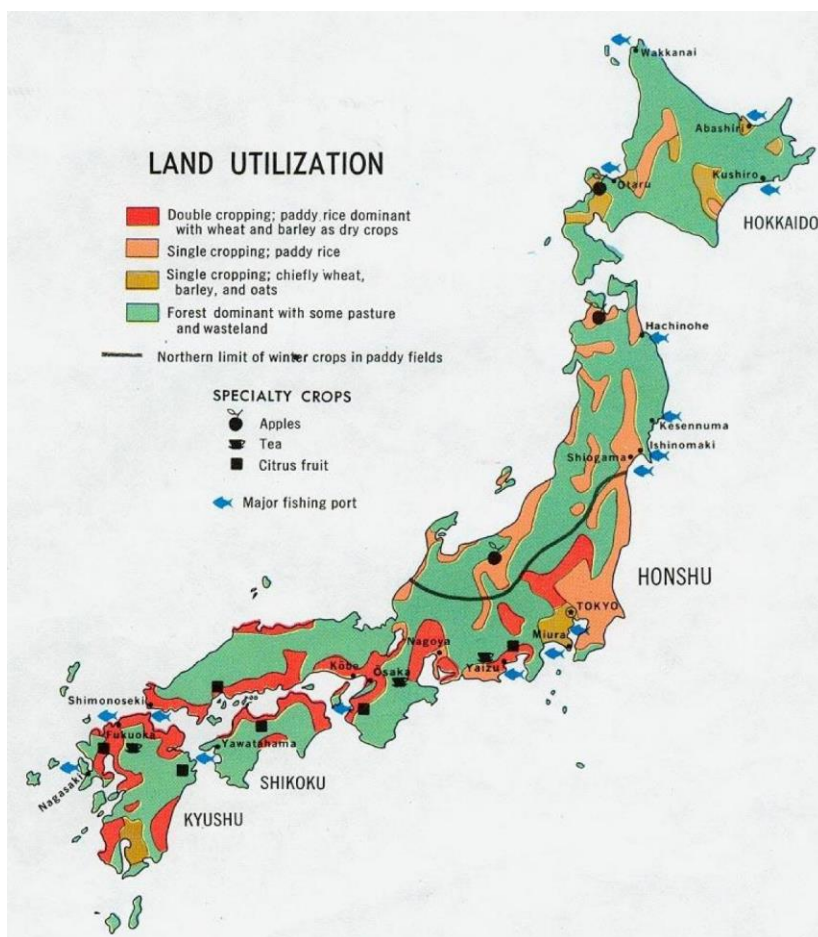 LAND UTILIZATION
Double cropping; paddy rice dominant
with wheat and barley as dry crops
Single cropping; paddy rice
Single cropping; chiefly wheat,
barley, and oats
Forest dominant with some pasture
and wasteland
Northern limit of winter crops in paddy fields
SPECIALTY CROPS
Apples
Tea
Citrus fruit
Major fishing port
Wakkanai
Abashiri
Otaru
Kushiro
HOKKAIDO
Hachinohe
Kesennuma
Ishinomaki
Shiogama
HONSHU
TOKYO
Miura
Nagoya
Yaizu
Kōbe
Ōsaka
Shimonoseki
Fukuoka
Yawatahama
SHIKOKU
Nagasaki
KYUSHU